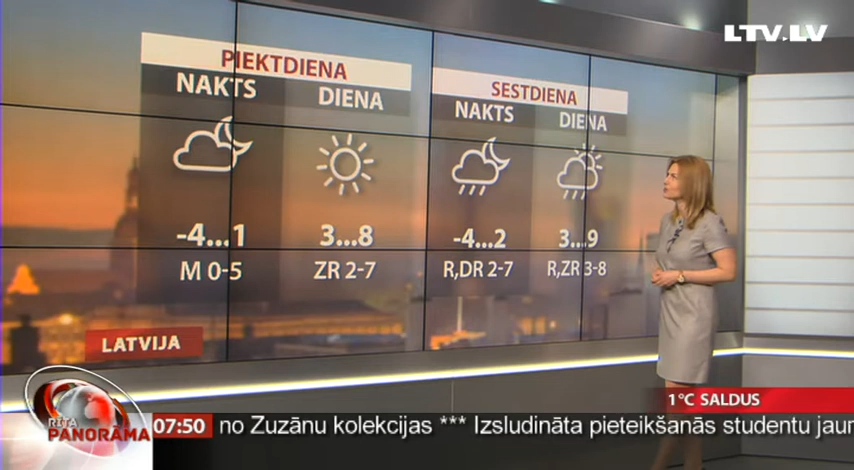 LTV.LV
PIEKTDIENA
NAKTS DIENA
-4...1 3...8
M 0-5 ZR 2-7
SESTDIENA
NAKTS DIENA
-4...2 3...9
R,DR 2-7 R,ZR 3-8
LATVIJA
1°C SALDUS
RĪTA
PANORĀMA
07:50 no Zuzānu kolekcijas *** Izsludināta pieteikšanās studentu jaun